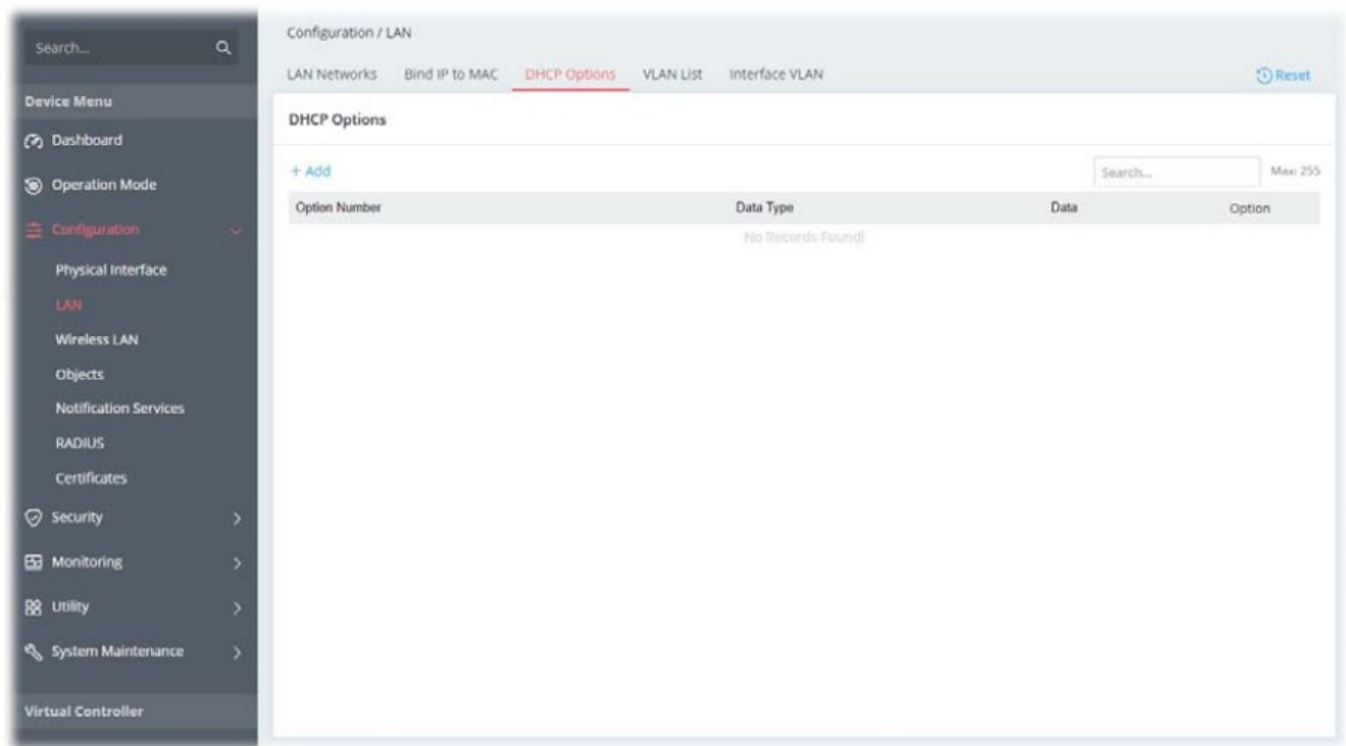 Search...
Device Menu
Dashboard
Operation Mode
Configuration
Physical Interface
LAN
Wireless LAN
Objects
Notification Services
RADIUS
Certificates
Security
Monitoring
Utility
System Maintenance
Virtual Controller
Configuration / LAN
LAN Networks Bind IP to MAC DHCP Options VLAN List Interface VLAN Reset
DHCP Options
+ Add Search... Max: 255
Option Number Data Type Data Option
No Records Found!